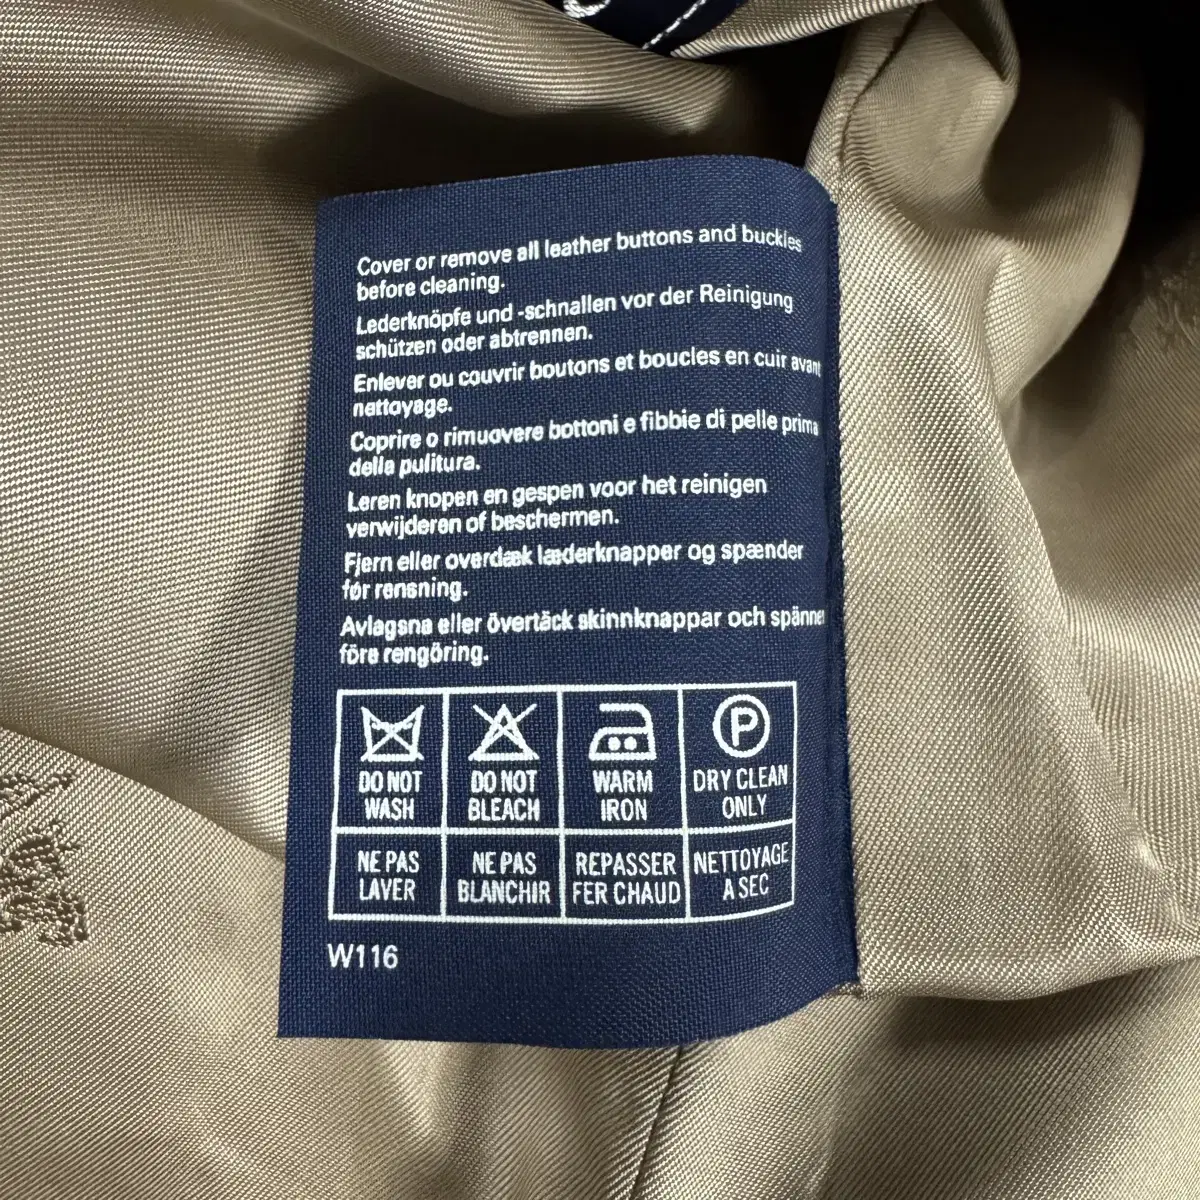 Cover or remove all leather buttons and buckles
before cleaning.
Lederknöpfe und -schnallen vor der Reinigung
schützen oder abtrennen.
Enlever ou couvrir boutons et boucles en cuir avant
nettoyage.
Coprire o rimuovere bottoni e fibbie di pelle prima
della pulitura.
Leren knopen en gespen voor het reinigen
verwijderen of beschermen.
Fjern eller overdæk læderknapper og spænder
før rensning.
Avlagsna eller övertäck skinnknappar och spännen
före rengöring.
DO NOT
WASH
DO NOT
BLEACH
WARM
IRON
P
DRY CLEAN
ONLY
NE PAS
LAVER
NE PAS
BLANCHIR
REPASSER
FER CHAUD
NETTOYAGE
A SEC
W116